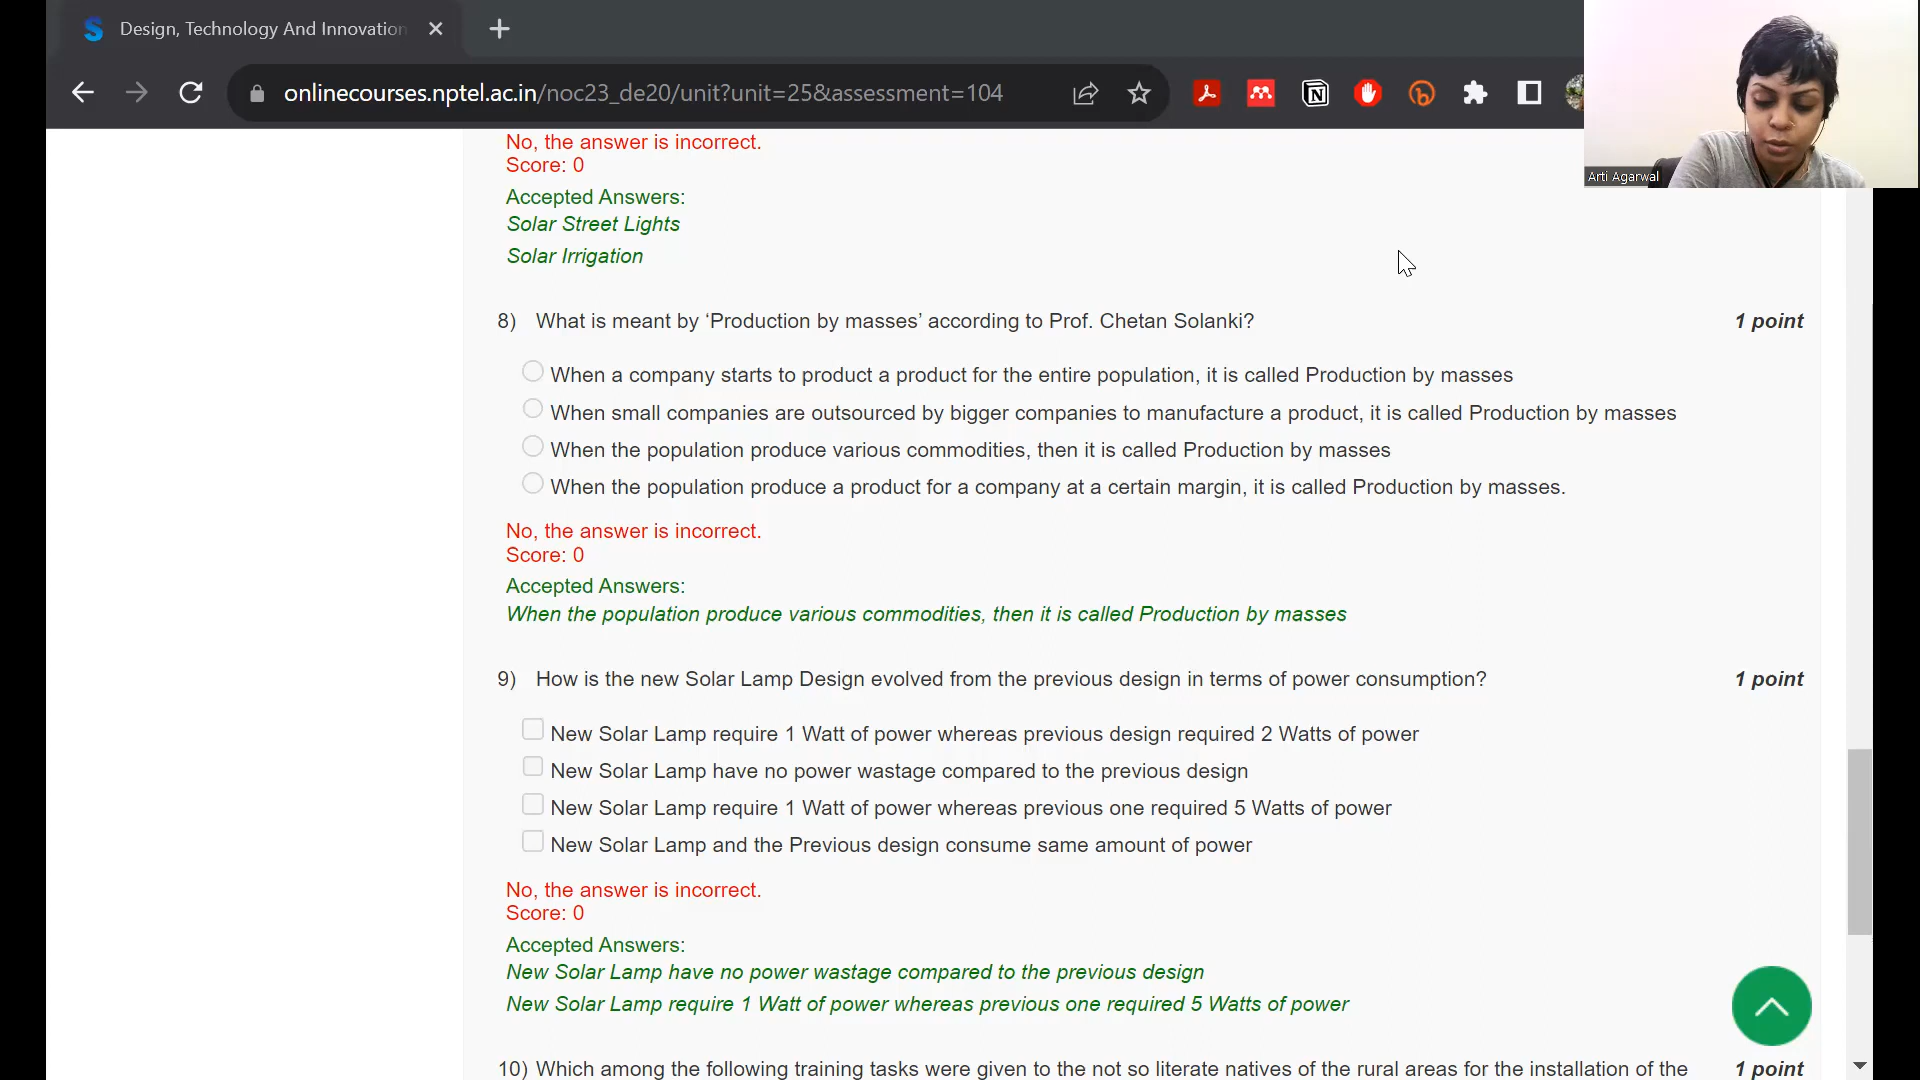 Design, Technology And Innovation
onlinecourses.nptel.ac.in/noc23_de20/unit?unit=25&assessment=104
Arti Agarwal
No, the answer is incorrect.
Score: 0
Accepted Answers:
Solar Street Lights
Solar Irrigation
8) What is meant by ‘Production by masses’ according to Prof. Chetan Solanki? 1 point
When a company starts to product a product for the entire population, it is called Production by masses
When small companies are outsourced by bigger companies to manufacture a product, it is called Production by masses
When the population produce various commodities, then it is called Production by masses
When the population produce a product for a company at a certain margin, it is called Production by masses.
No, the answer is incorrect.
Score: 0
Accepted Answers:
When the population produce various commodities, then it is called Production by masses
9) How is the new Solar Lamp Design evolved from the previous design in terms of power consumption? 1 point
New Solar Lamp require 1 Watt of power whereas previous design required 2 Watts of power
New Solar Lamp have no power wastage compared to the previous design
New Solar Lamp require 1 Watt of power whereas previous one required 5 Watts of power
New Solar Lamp and the Previous design consume same amount of power
No, the answer is incorrect.
Score: 0
Accepted Answers:
New Solar Lamp have no power wastage compared to the previous design
New Solar Lamp require 1 Watt of power whereas previous one required 5 Watts of power
10) Which among the following training tasks were given to the not so literate natives of the rural areas for the installation of the 1 point